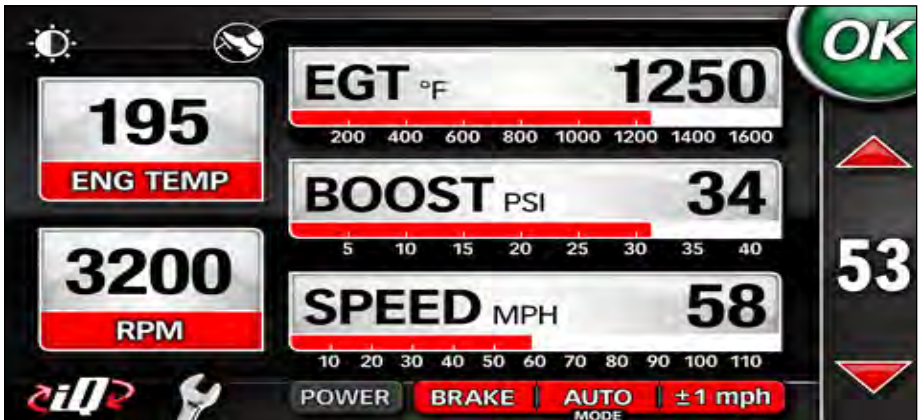 OK
195
ENG TEMP
3200
RPM
EGT °F 1250
200 400 600 800 1000 1200 1400 1600
BOOST PSI 34
5 10 15 20 25 30 35 40
SPEED MPH 58
10 20 30 40 50 60 70 80 90 100 110
53
iQ
POWER BRAKE AUTO ±1 mph
MODE